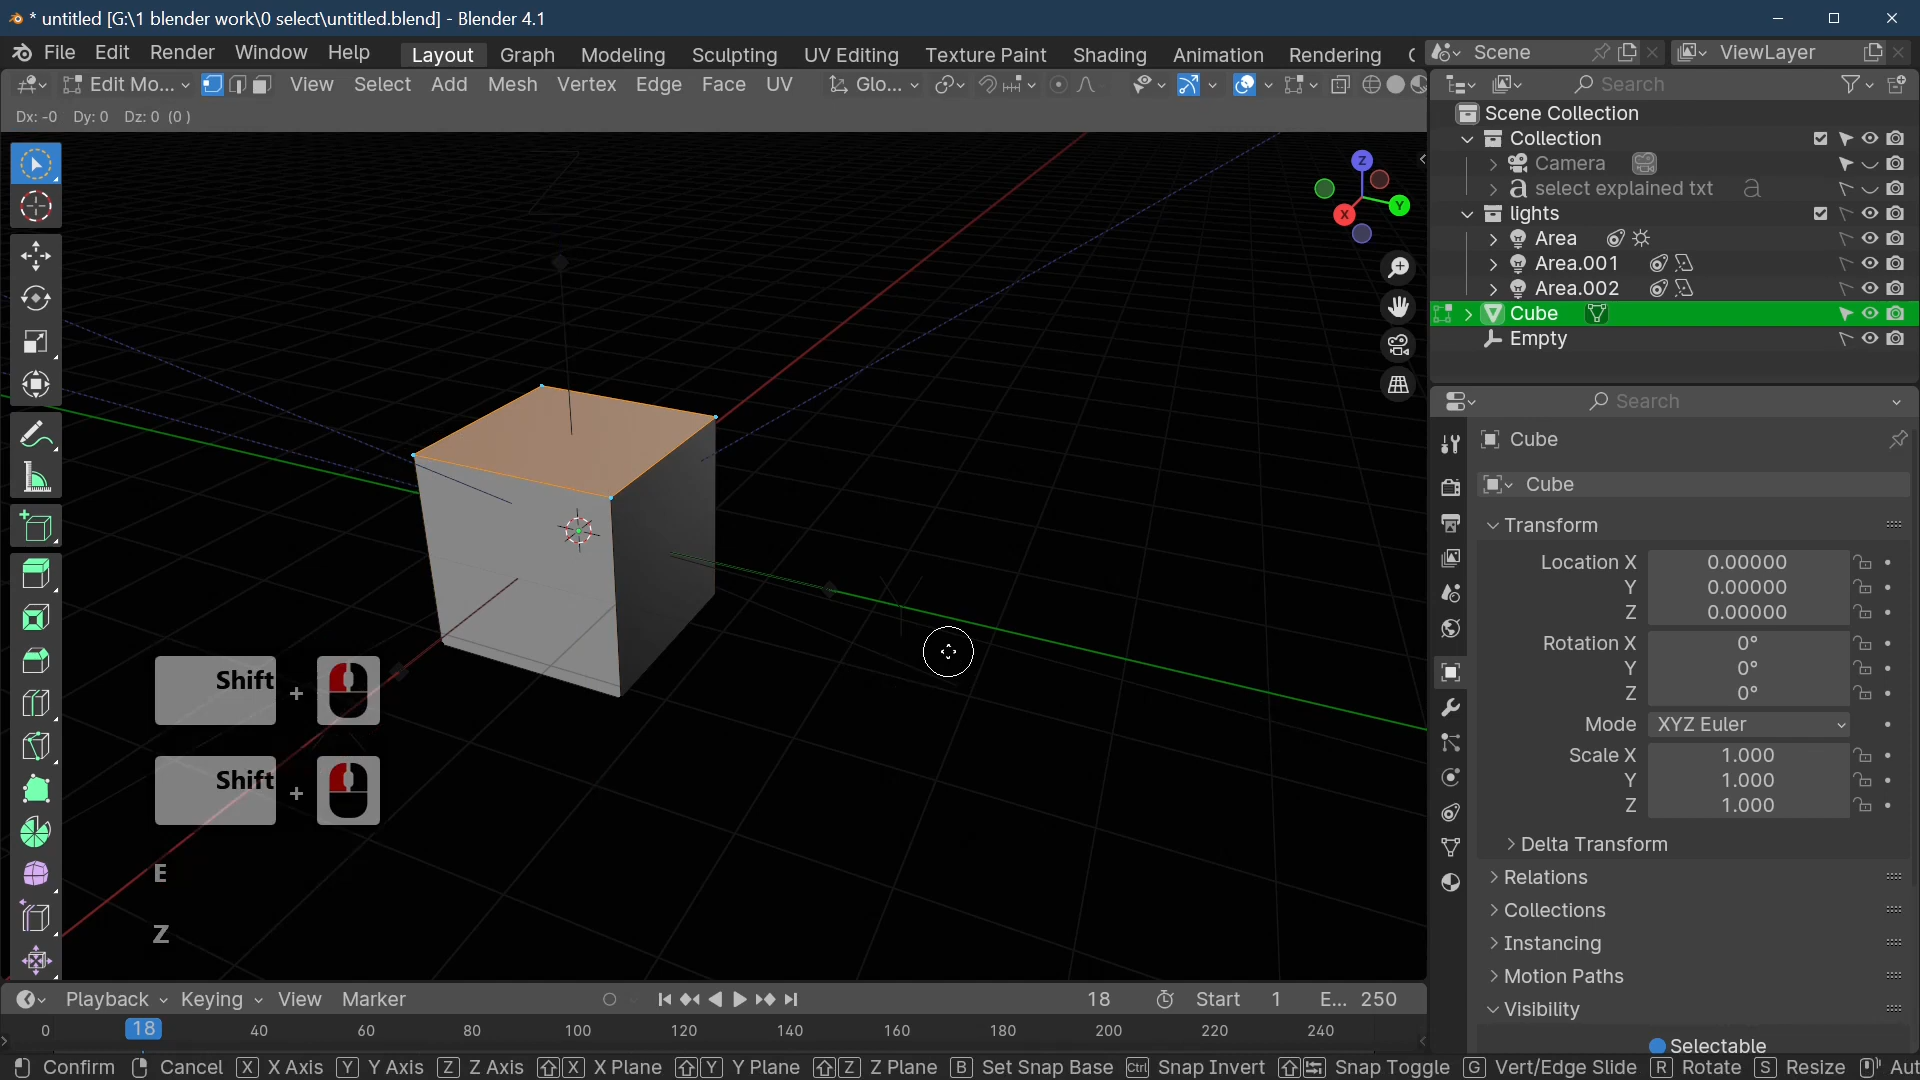 * untitled [G:\1 blender work\0 select\untitled.blend] - Blender 4.1
File Edit Render Window Help Layout Graph Modeling Sculpting UV Editing Texture Paint Shading Animation Rendering Scene ViewLayer
Edit Mo... View Select Add Mesh Vertex Edge Face UV Glo... Search
Dx: -0 Dy: 0 Dz: 0 (0 )
Scene Collection
Collection
Camera
select explained txt
lights
Area
Area.001
Area.002
Cube
Empty
Z
Y
X
Search
Cube
Cube
Transform
Location X 0.00000
Y 0.00000
Z 0.00000
Rotation X 0°
Y 0°
Z 0°
Mode XYZ Euler
Scale X 1.000
Y 1.000
Z 1.000
Delta Transform
Relations
Collections
Instancing
Motion Paths
Visibility
Selectable
Shift +
Shift +
E
Z
Playback Keying View Marker 18 Start 1 E... 250
0 18 40 60 80 100 120 140 160 180 200 220 240
Confirm Cancel X X Axis Y Y Axis Z Z Axis X X Plane Y Y Plane Z Z Plane B Set Snap Base Ctrl Snap Invert Snap Toggle G Vert/Edge Slide R Rotate S Resize Aut